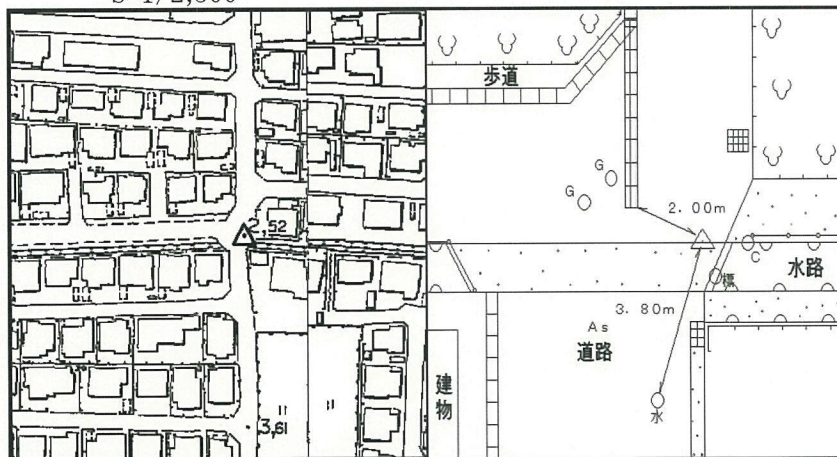 S=1/2,500
2,52
3,61
歩道
G
G
2.00m
C
水路
標
3.80m
As
道路
建物
水